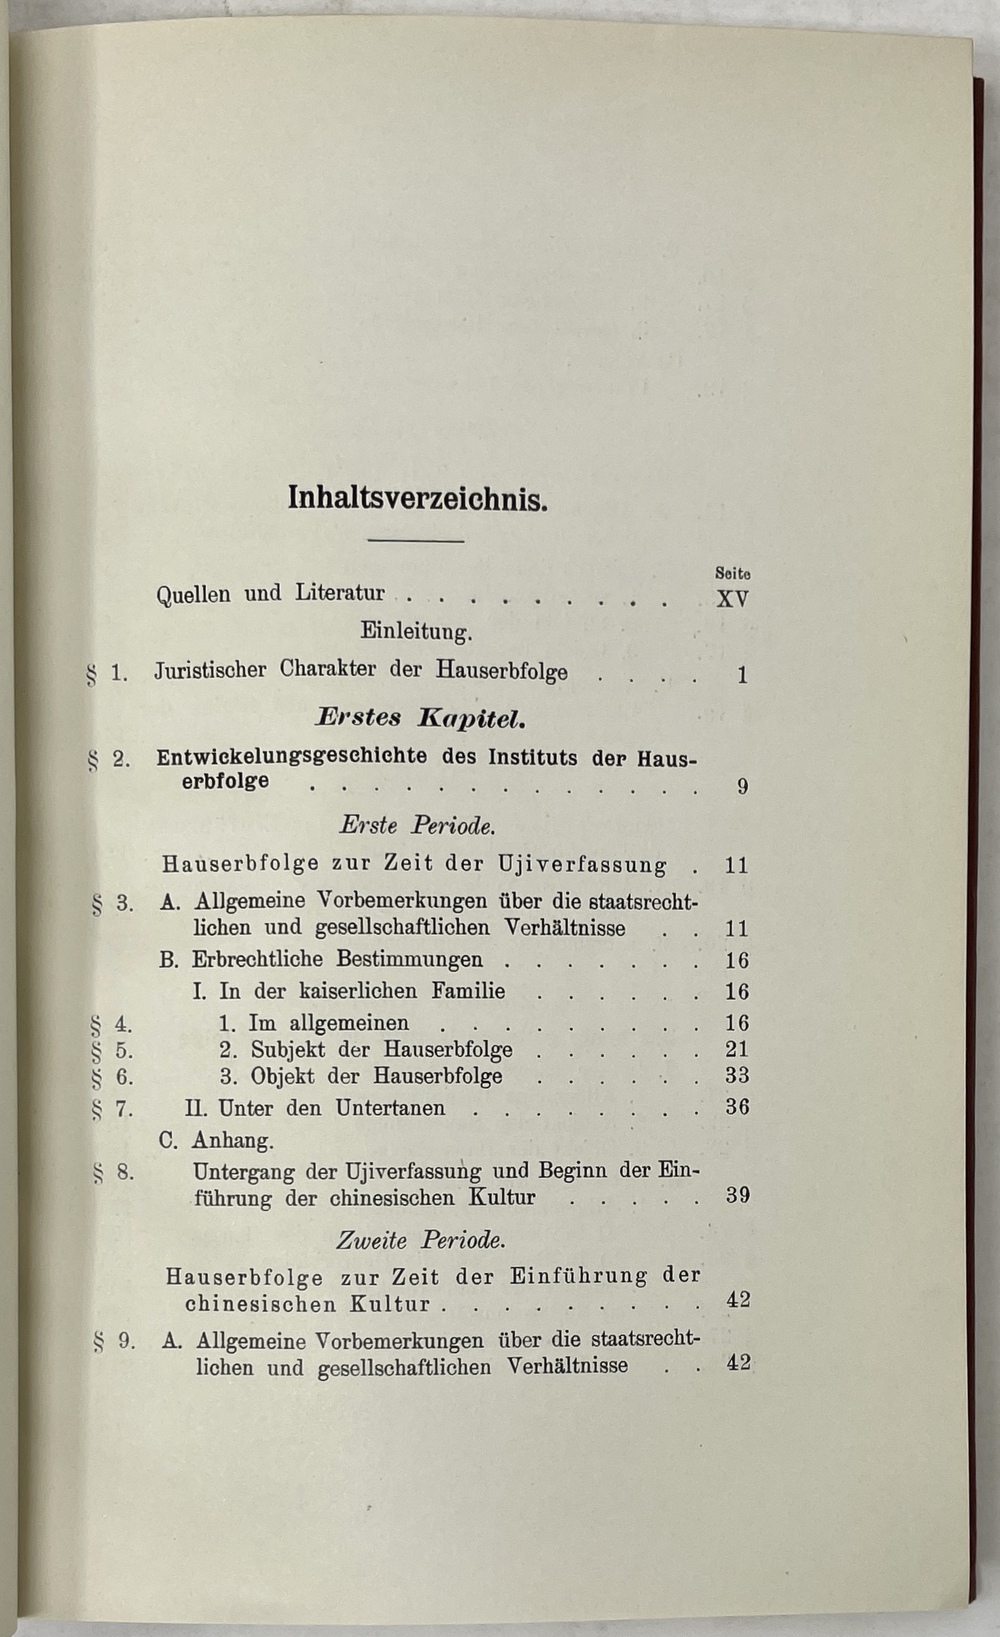 Inhaltsverzeichnis.
Seite
Quellen und Literatur . . . . . . . . . XV
Einleitung.
§ 1. Juristischer Charakter der Hauserbfolge . . . . 1
Erstes Kapitel.
§ 2. Entwickelungsgeschichte des Instituts der Haus-
erbfolge . . . . . . . . . . . . . 9
Erste Periode.
Hauserbfolge zur Zeit der Ujiverfassung . 11
§ 3. A. Allgemeine Vorbemerkungen über die staatsrecht-
lichen und gesellschaftlichen Verhältnisse . . 11
B. Erbrechtliche Bestimmungen . . . . . . . 16
I. In der kaiserlichen Familie . . . . . . 16
§ 4. 1. Im allgemeinen . . . . . . . . . 16
§ 5. 2. Subjekt der Hauserbfolge . . . . . . 21
§ 6. 3. Objekt der Hauserbfolge . . . . . . 33
§ 7. II. Unter den Untertanen . . . . . . . . 36
C. Anhang.
§ 8. Untergang der Ujiverfassung und Beginn der Ein-
führung der chinesischen Kultur . . . . . 39
Zweite Periode.
Hauserbfolge zur Zeit der Einführung der
chinesischen Kultur . . . . . . . . . 42
§ 9. A. Allgemeine Vorbemerkungen über die staatsrecht-
lichen und gesellschaftlichen Verhältnisse . . 42